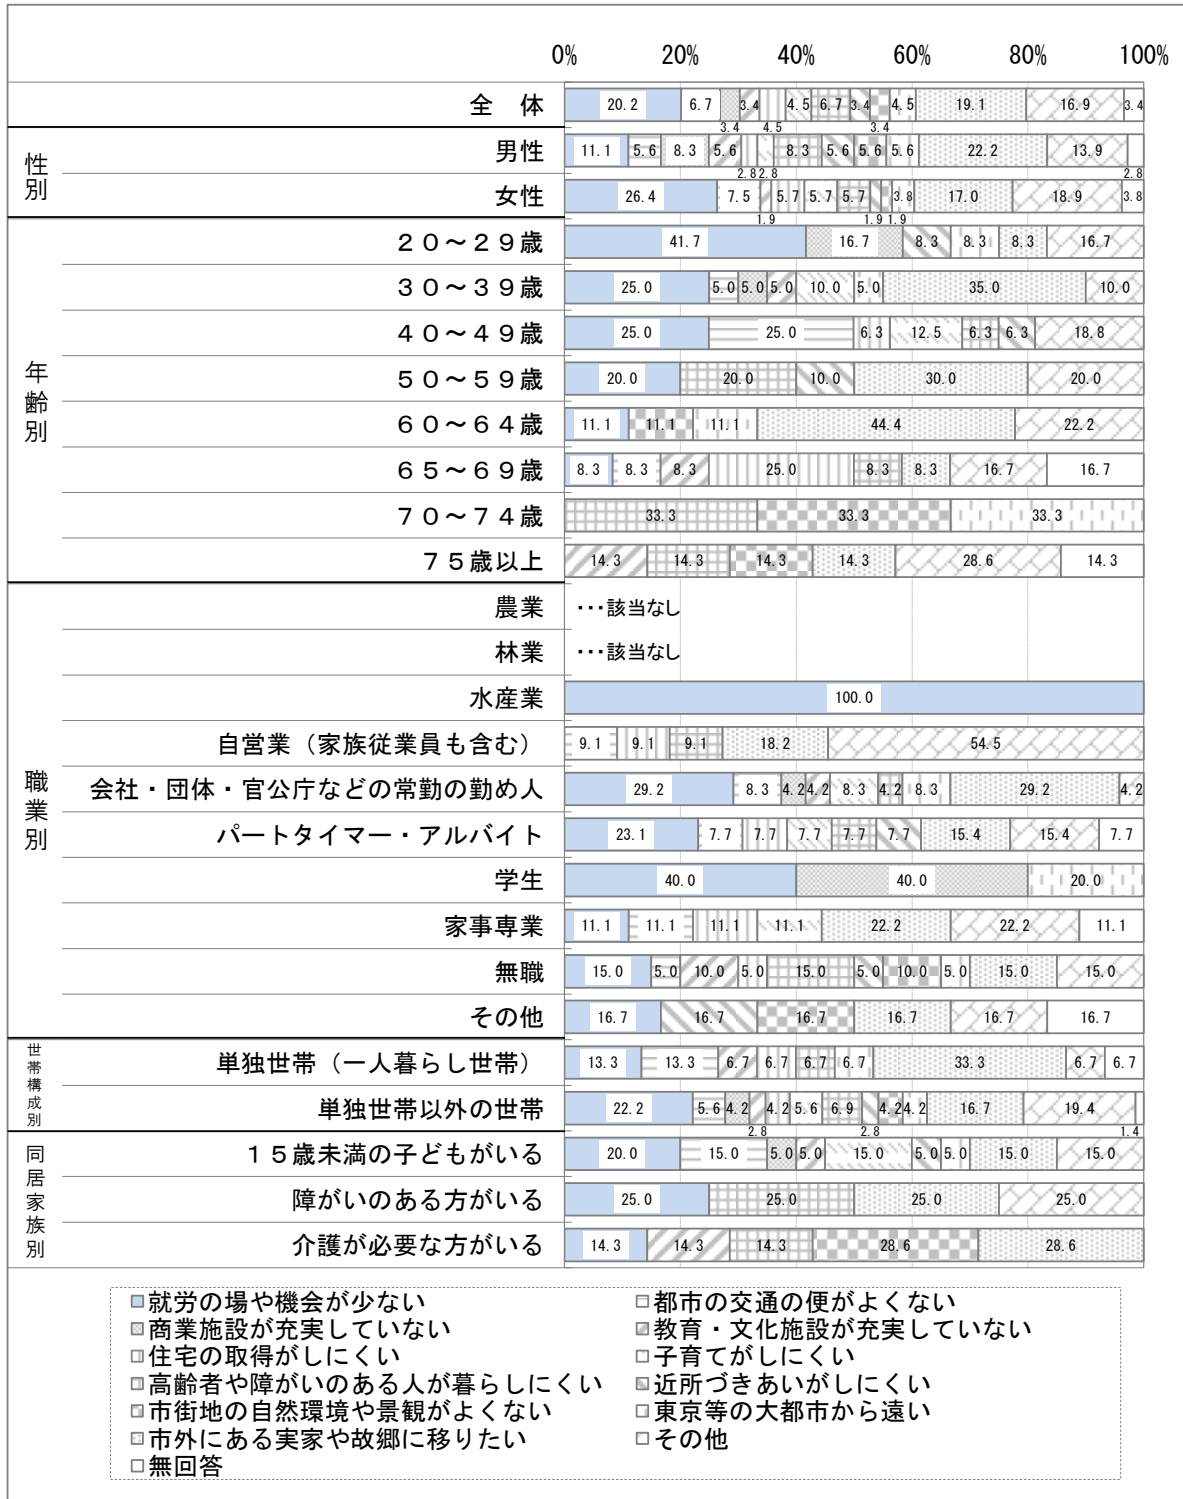 0% 20% 40% 60% 80% 100%
全 体 20.2 6.7 3.4 4.5 6.7 3.4 4.5 19.1 16.9 3.4
3.4 4.5 3.4
性別
男性 11.1 5.6 8.3 5.6 8.3 5.6 5.6 5.6 22.2 13.9
2.8 2.8 2.8
女性 26.4 7.5 5.7 5.7 5.7 3.8 17.0 18.9 3.8
1.9 1.9 1.9
年齢別
20～29歳 41.7 16.7 8.3 8.3 8.3 16.7
30～39歳 25.0 5.0 5.0 5.0 10.0 5.0 35.0 10.0
40～49歳 25.0 25.0 6.3 12.5 6.3 6.3 18.8
50～59歳 20.0 20.0 10.0 30.0 20.0
60～64歳 11.1 11.1 11.1 44.4 22.2
65～69歳 8.3 8.3 8.3 25.0 8.3 8.3 16.7 16.7
70～74歳 33.3 33.3 33.3
75歳以上 14.3 14.3 14.3 14.3 28.6 14.3
職業別
農業 ･･･該当なし
林業 ･･･該当なし
水産業 100.0
自営業（家族従業員も含む） 9.1 9.1 9.1 18.2 54.5
会社・団体・官公庁などの常勤の勤め人 29.2 8.3 4.2 4.2 8.3 4.2 8.3 29.2 4.2
パートタイマー・アルバイト 23.1 7.7 7.7 7.7 7.7 7.7 15.4 15.4 7.7
学生 40.0 40.0 20.0
家事専業 11.1 11.1 11.1 11.1 22.2 22.2 11.1
無職 15.0 5.0 10.0 5.0 15.0 5.0 10.0 5.0 15.0 15.0
その他 16.7 16.7 16.7 16.7 16.7 16.7
世帯構成別
単独世帯（一人暮らし世帯） 13.3 13.3 6.7 6.7 6.7 6.7 33.3 6.7 6.7
単独世帯以外の世帯 22.2 5.6 4.2 4.2 5.6 6.9 4.2 4.2 16.7 19.4
2.8 2.8 1.4
同居家族別
15歳未満の子どもがいる 20.0 15.0 5.0 5.0 15.0 5.0 5.0 15.0 15.0
障がいのある方がいる 25.0 25.0 25.0 25.0
介護が必要な方がいる 14.3 14.3 14.3 28.6 28.6
就労の場や機会が少ない 都市の交通の便がよくない
商業施設が充実していない 教育・文化施設が充実していない
住宅の取得がしにくい 子育てがしにくい
高齢者や障がいのある人が暮らしにくい 近所づきあいがしにくい
市街地の自然環境や景観がよくない 東京等の大都市から遠い
市外にある実家や故郷に移りたい その他
無回答